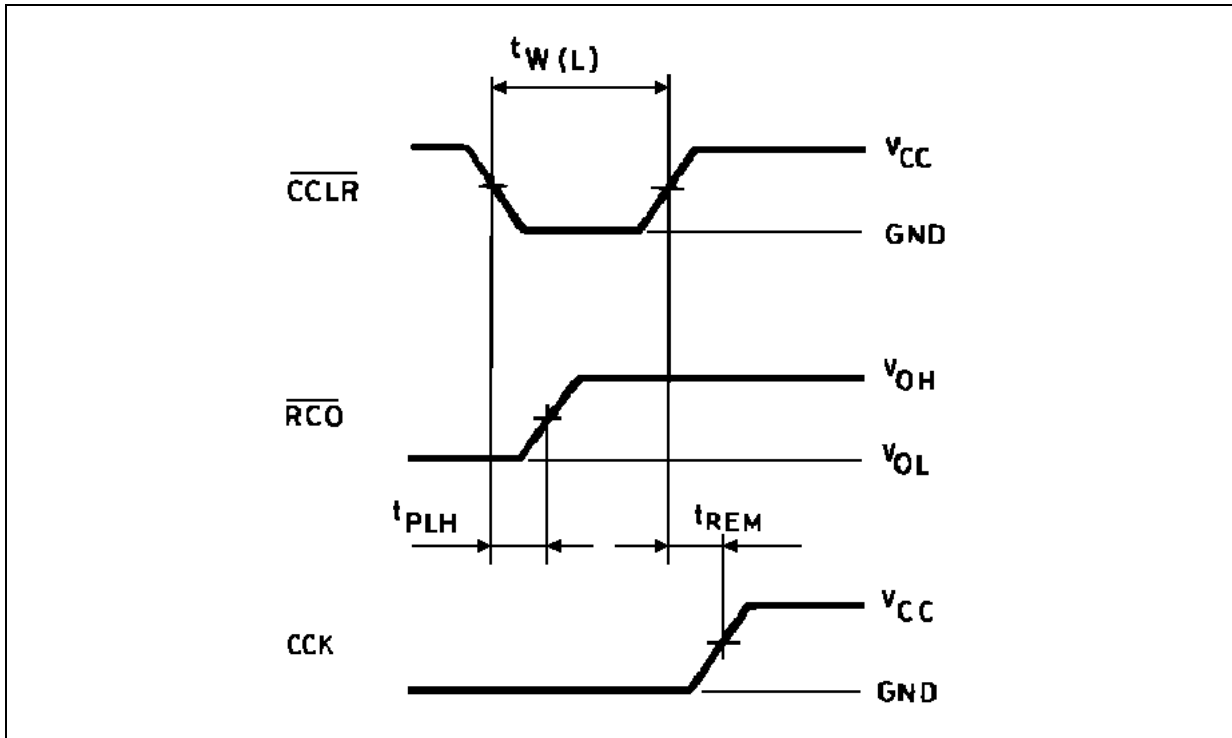 tW(L)
VCC
CCLR
GND
VOH
RCO
VOL
tPLH
tREM
VCC
CCK
GND